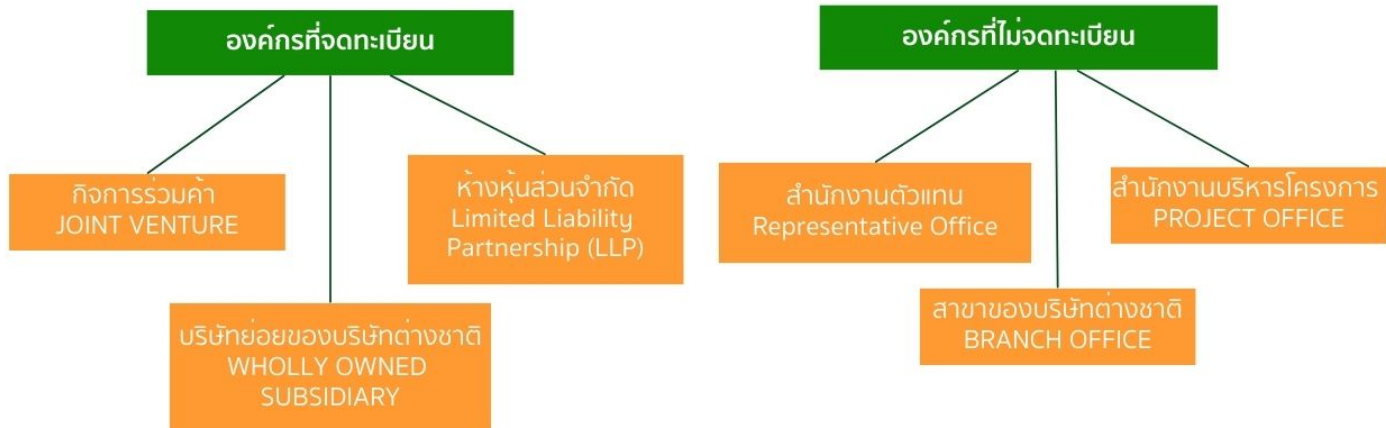 องค์กรที่จดทะเบียน
กิจการร่วมค้า
JOINT VENTURE
บริษัทย่อยของบริษัทต่างชาติ
WHOLLY OWNED
SUBSIDIARY
ห้างหุ้นส่วนจำกัด
Limited Liability
Partnership (LLP)
องค์กรที่ไม่จดทะเบียน
สำนักงานตัวแทน
Representative Office
สาขาของบริษัทต่างชาติ
BRANCH OFFICE
สำนักงานบริหารโครงการ
PROJECT OFFICE